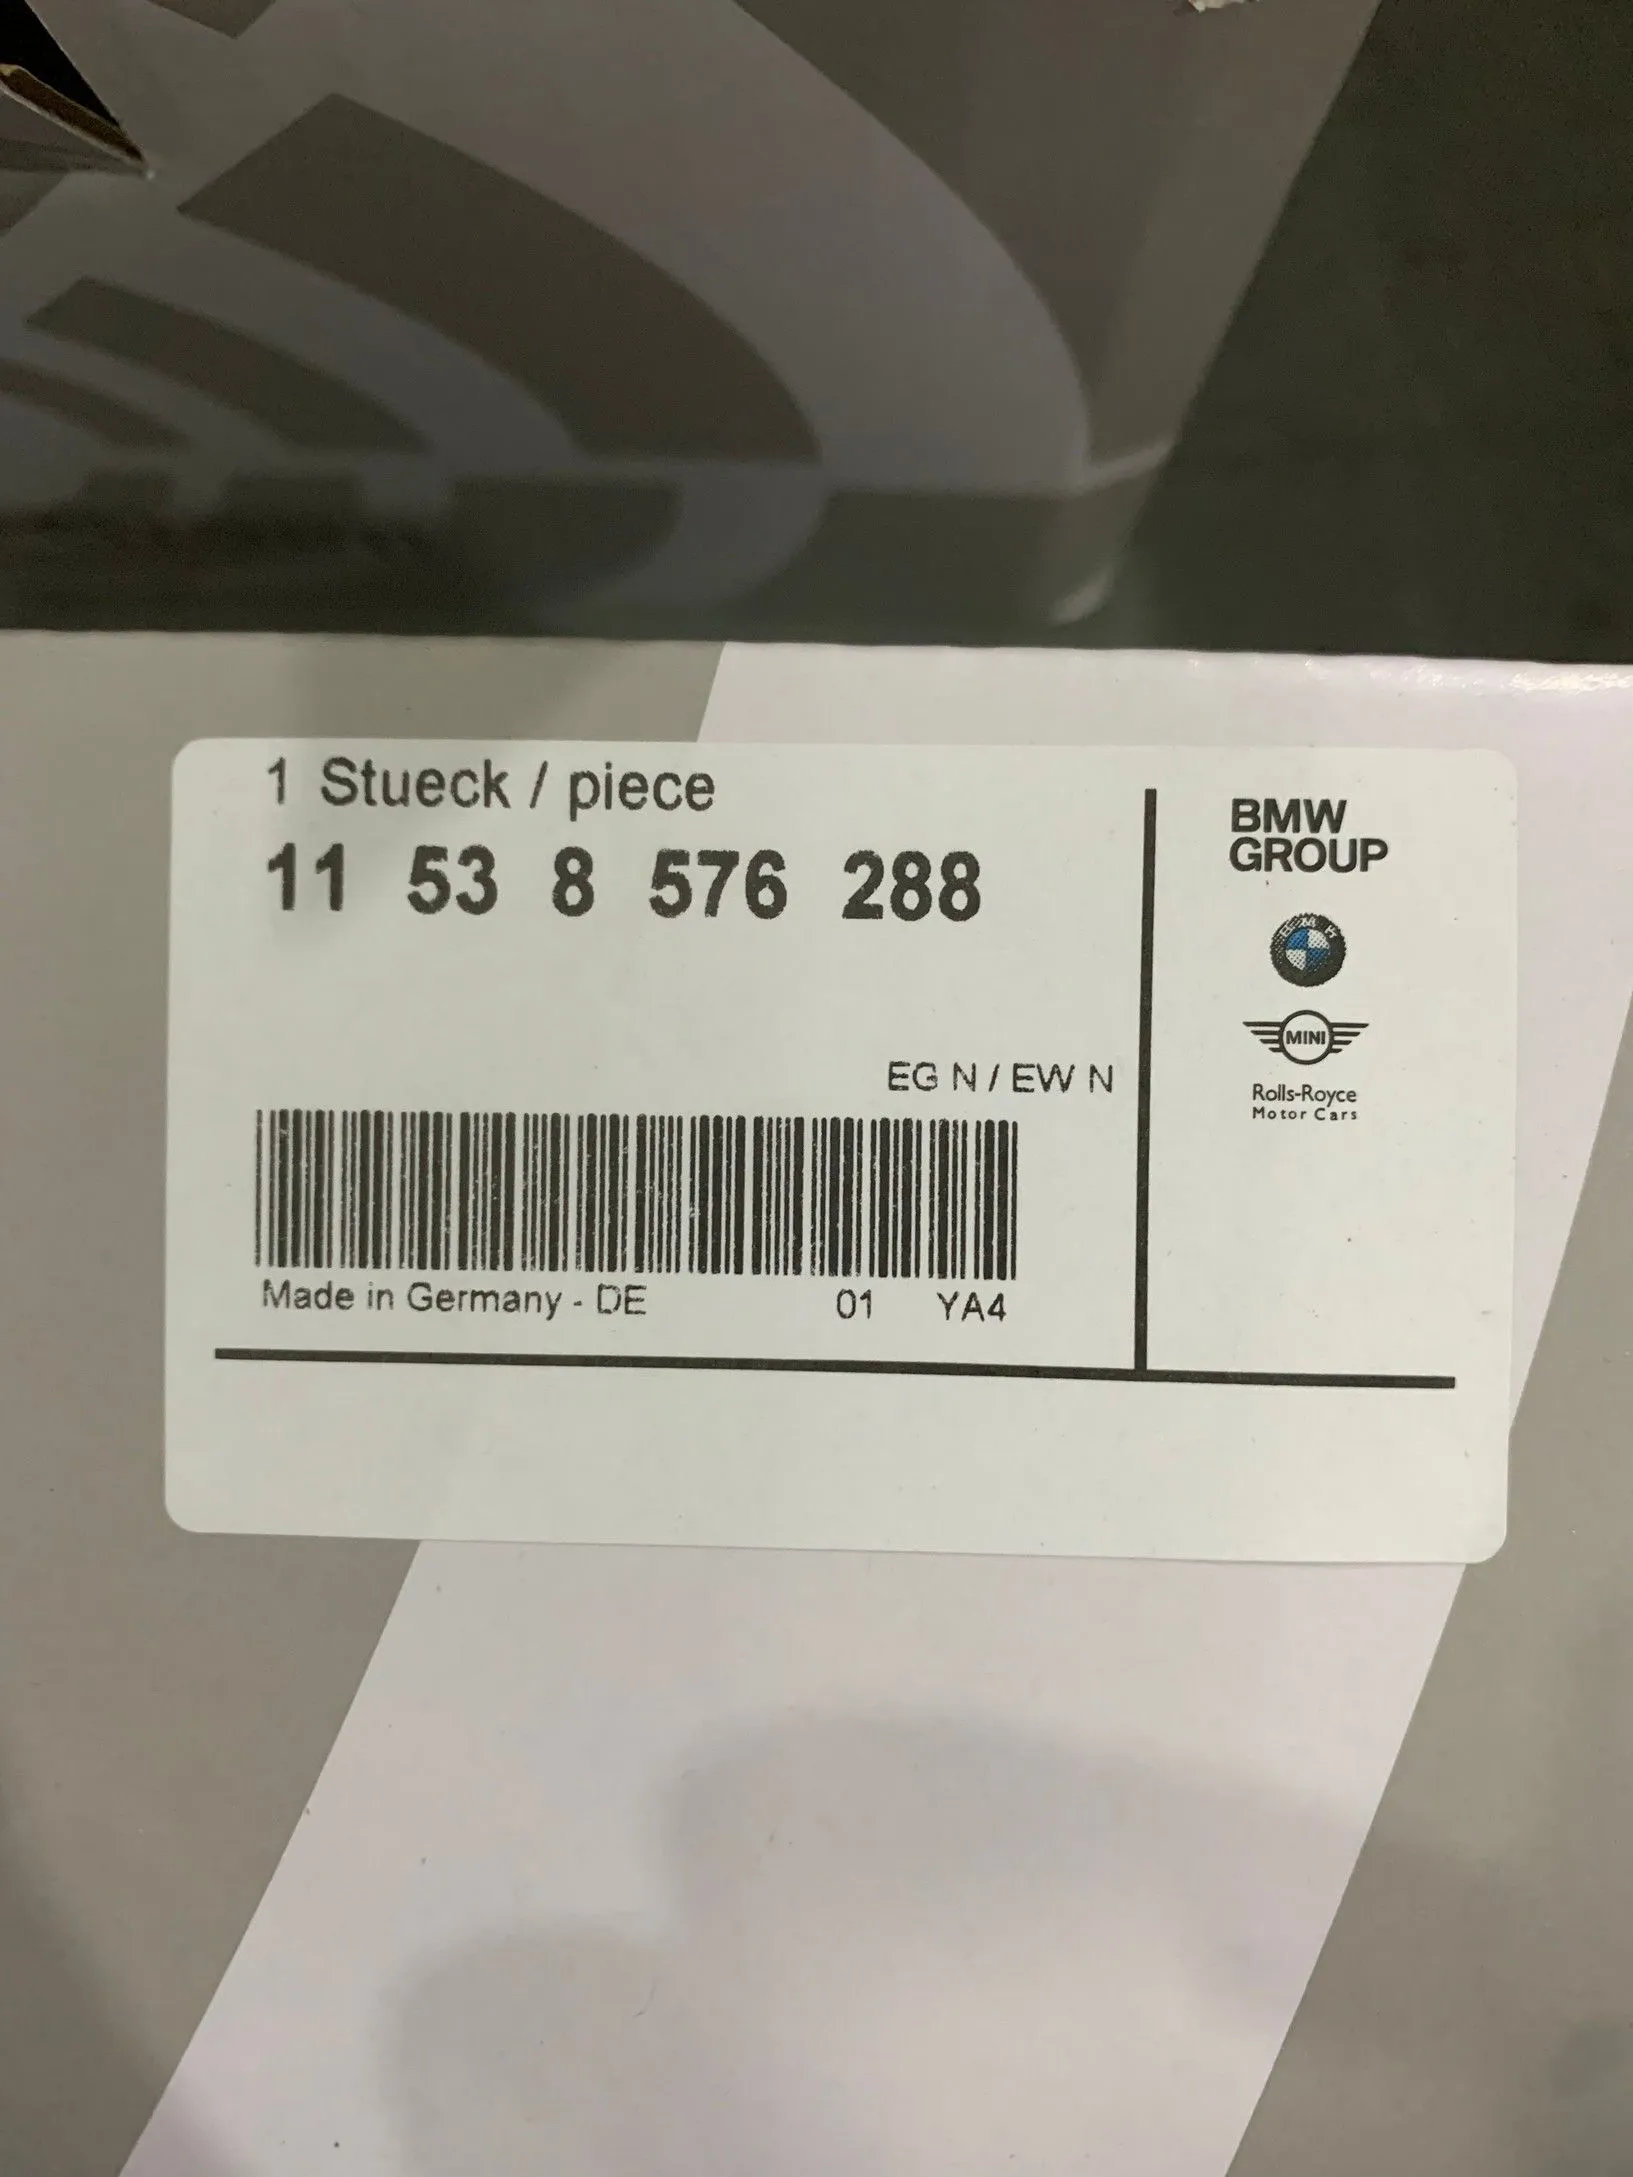 1 Stueck / piece
11 53 8 576 288
EG N / EW N
Made in Germany - DE 01 YA4
BMW
GROUP
BMW
MINI
Rolls-Royce
Motor Cars